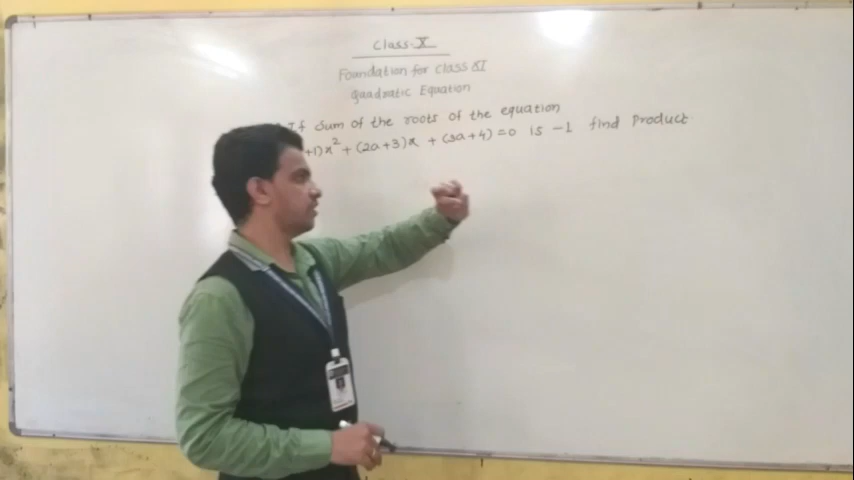 Class-X
Foundation for class XI
Quadratic Equation
If Sum of the roots of the equation
+1)x² + (2a+3)x + (3a+4) = 0 is -1 find Product.